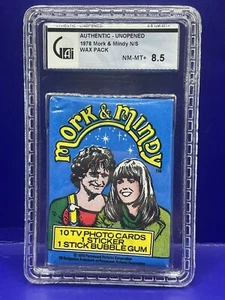 GAI
AUTHENTIC - UNOPENED
1978 Mork & Mindy N/S
WAX PACK
NM-MT+ 8.5
mork & mindy
10 TV PHOTO CARDS
1 STICKER
1 STICK BUBBLE GUM